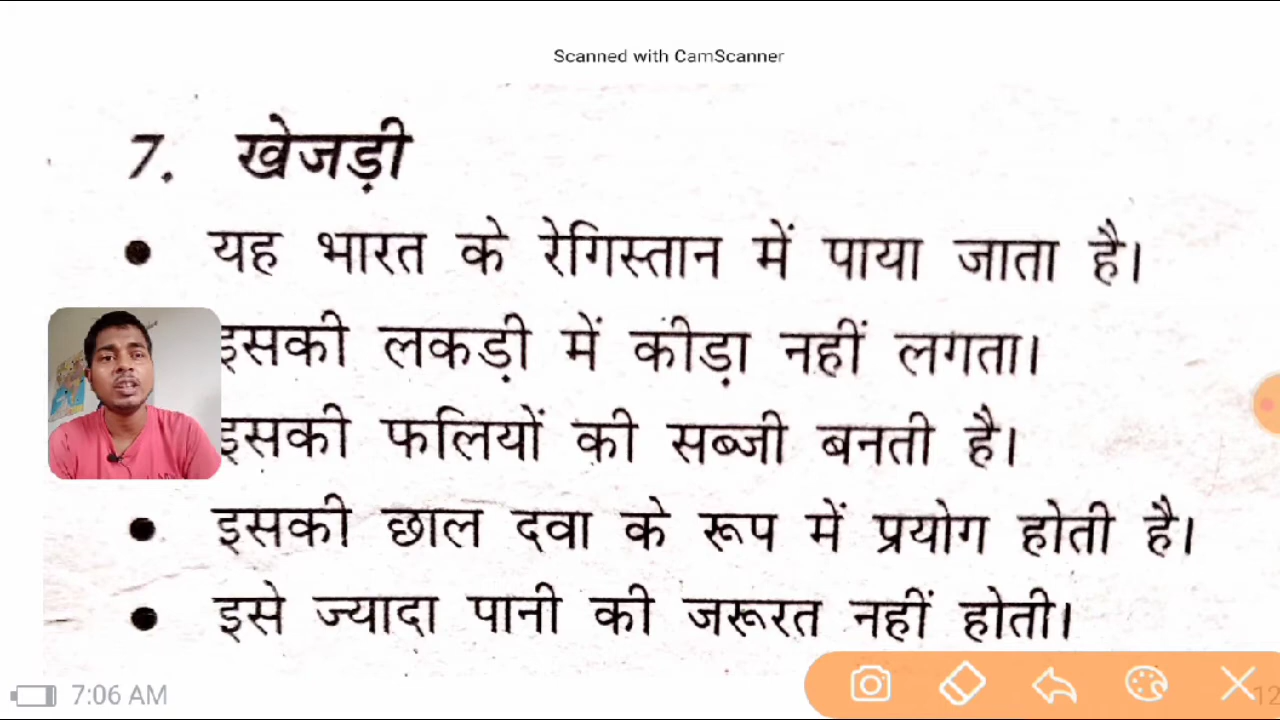 Scanned with CamScanner
7. खेजड़ी
● यह भारत के रेगिस्तान में पाया जाता है।
इसकी लकड़ी में कीड़ा नहीं लगता।
इसकी फलियों की सब्जी बनती है।
● इसकी छाल दवा के रूप में प्रयोग होती है।
● इसे ज्यादा पानी की जरूरत नहीं होती।
7:06 AM
12